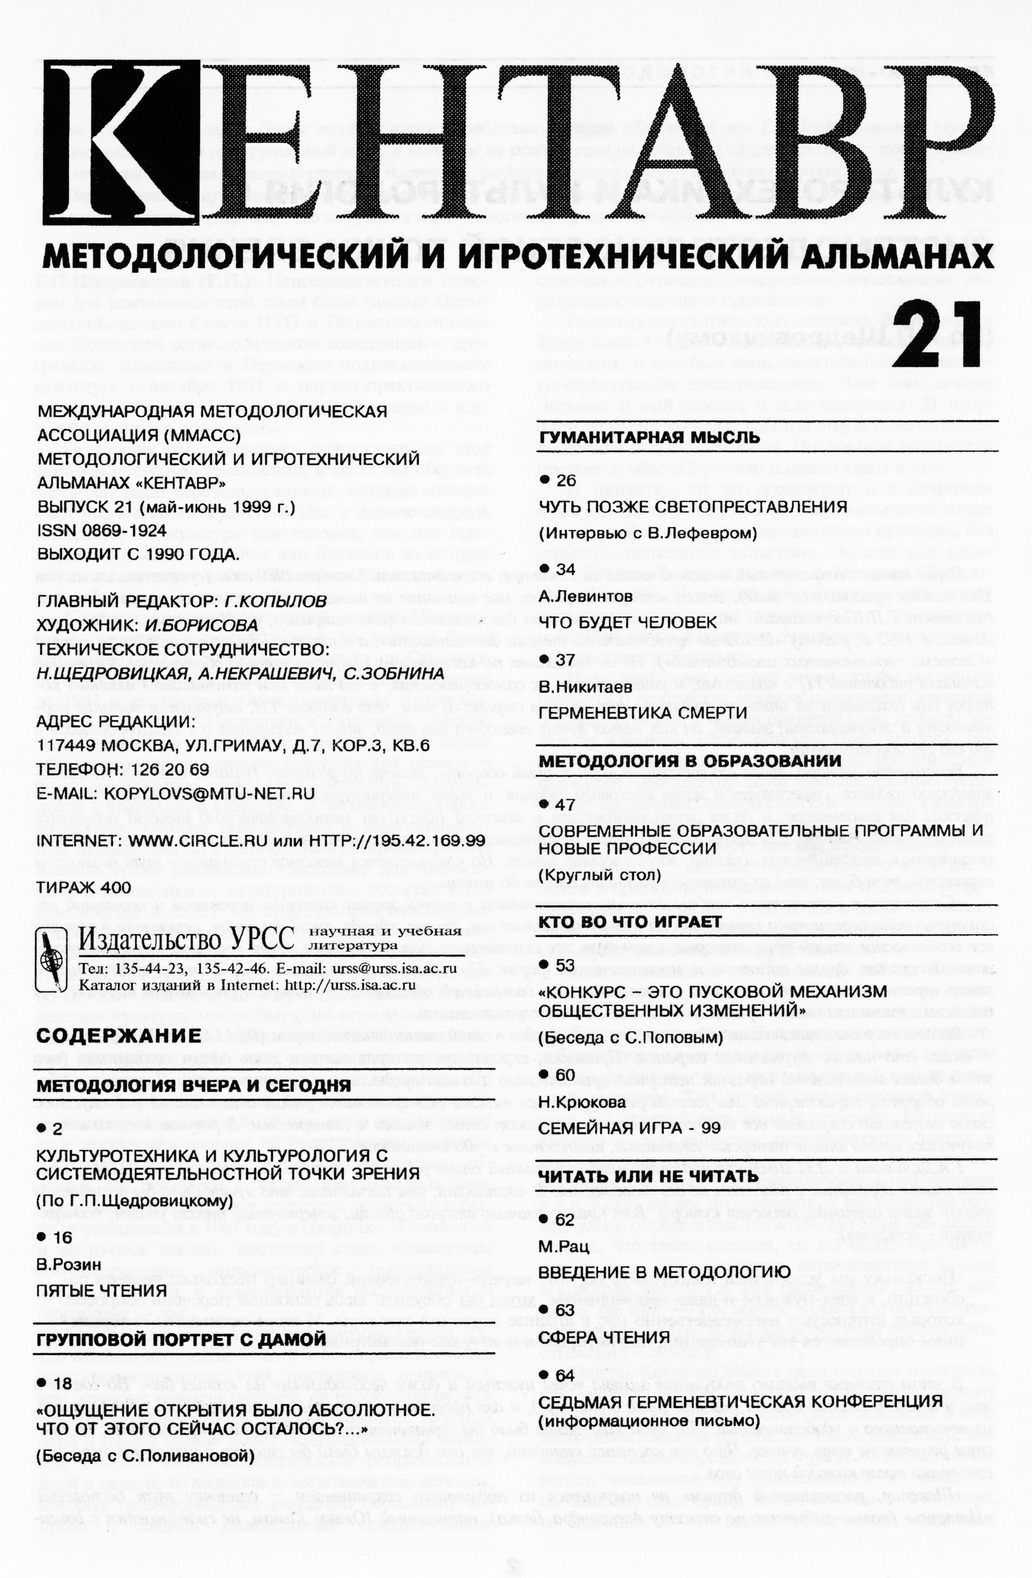 КЕНТАВР
МЕТОДОЛОГИЧЕСКИЙ И ИГРОТЕХНИЧЕСКИЙ АЛЬМАНАХ
21
МЕЖДУНАРОДНАЯ МЕТОДОЛОГИЧЕСКАЯ
АССОЦИАЦИЯ (ММАСС)
МЕТОДОЛОГИЧЕСКИЙ И ИГРОТЕХНИЧЕСКИЙ
АЛЬМАНАХ «КЕНТАВР»
ВЫПУСК 21 (май-июнь 1999 г.)
ISSN 0869-1924
ВЫХОДИТ С 1990 ГОДА.
ГЛАВНЫЙ РЕДАКТОР: Г.КОПЫЛОВ
ХУДОЖНИК: И.БОРИСОВА
ТЕХНИЧЕСКОЕ СОТРУДНИЧЕСТВО:
Н.ЩЕДРОВИЦКАЯ, А.НЕКРАШЕВИЧ, С.ЗОБНИНА
АДРЕС РЕДАКЦИИ:
117449 МОСКВА, УЛ.ГРИМАУ, Д.7, КОР.3, КВ.6
ТЕЛЕФОН: 126 20 69
E-MAIL: KOPYLOVS@MTU-NET.RU
INTERNET: WWW.CIRCLE.RU или HTTP://195.42.169.99
ТИРАЖ 400
Издательство УРСС научная и учебная
литература
Тел: 135-44-23, 135-42-46. E-mail: urss@urss.isa.ac.ru
Каталог изданий в Internet: http://urss.isa.ac.ru
СОДЕРЖАНИЕ
МЕТОДОЛОГИЯ ВЧЕРА И СЕГОДНЯ
● 2
КУЛЬТУРОТЕХНИКА И КУЛЬТУРОЛОГИЯ С
СИСТЕМОДЕЯТЕЛЬНОСТНОЙ ТОЧКИ ЗРЕНИЯ
(По Г.П.Щедровицкому)
● 16
В.Розин
ПЯТЫЕ ЧТЕНИЯ
ГРУППОВОЙ ПОРТРЕТ С ДАМОЙ
● 18
«ОЩУЩЕНИЕ ОТКРЫТИЯ БЫЛО АБСОЛЮТНОЕ.
ЧТО ОТ ЭТОГО СЕЙЧАС ОСТАЛОСЬ?...»
(Беседа с С.Поливановой)
ГУМАНИТАРНАЯ МЫСЛЬ
● 26
ЧУТЬ ПОЗЖЕ СВЕТОПРЕСТАВЛЕНИЯ
(Интервью с В.Лефевром)
● 34
А.Левинтов
ЧТО БУДЕТ ЧЕЛОВЕК
● 37
В.Никитаев
ГЕРМЕНЕВТИКА СМЕРТИ
МЕТОДОЛОГИЯ В ОБРАЗОВАНИИ
● 47
СОВРЕМЕННЫЕ ОБРАЗОВАТЕЛЬНЫЕ ПРОГРАММЫ И
НОВЫЕ ПРОФЕССИИ
(Круглый стол)
КТО ВО ЧТО ИГРАЕТ
● 53
«КОНКУРС – ЭТО ПУСКОВОЙ МЕХАНИЗМ
ОБЩЕСТВЕННЫХ ИЗМЕНЕНИЙ»
(Беседа с С.Поповым)
● 60
Н.Крюкова
СЕМЕЙНАЯ ИГРА - 99
ЧИТАТЬ ИЛИ НЕ ЧИТАТЬ
● 62
М.Рац
ВВЕДЕНИЕ В МЕТОДОЛОГИЮ
● 63
СФЕРА ЧТЕНИЯ
● 64
СЕДЬМАЯ ГЕРМЕНЕВТИЧЕСКАЯ КОНФЕРЕНЦИЯ
(информационное письмо)